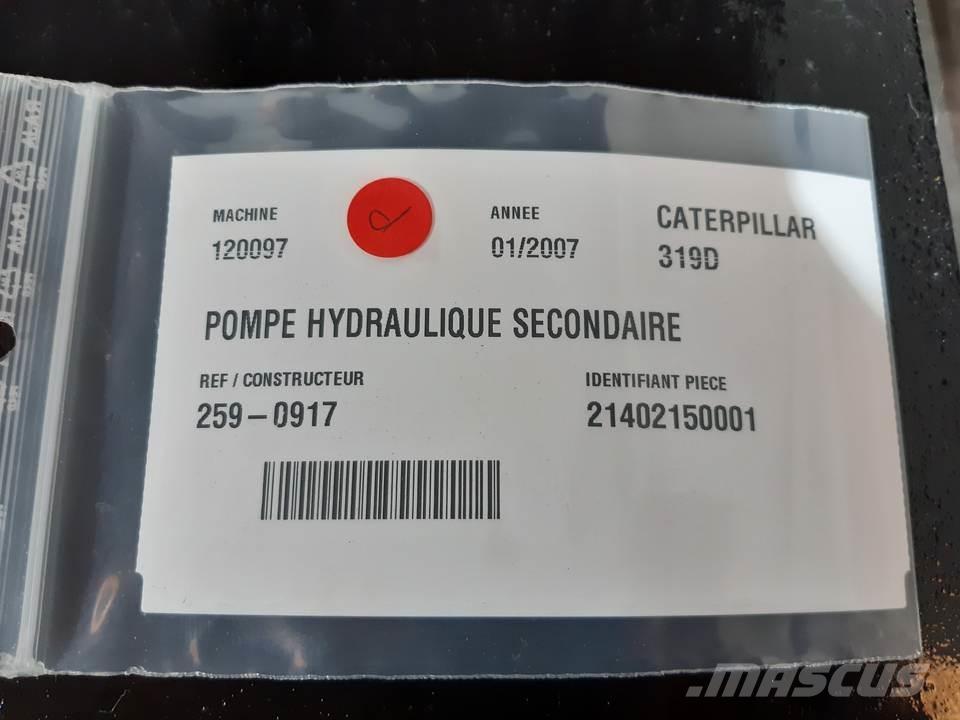 MACHINE
120097
ANNEE
01/2007
CATERPILLAR
319D
POMPE HYDRAULIQUE SECONDAIRE
REF / CONSTRUCTEUR
259-0917
IDENTIFIANT PIECE
21402150001
MASCUS